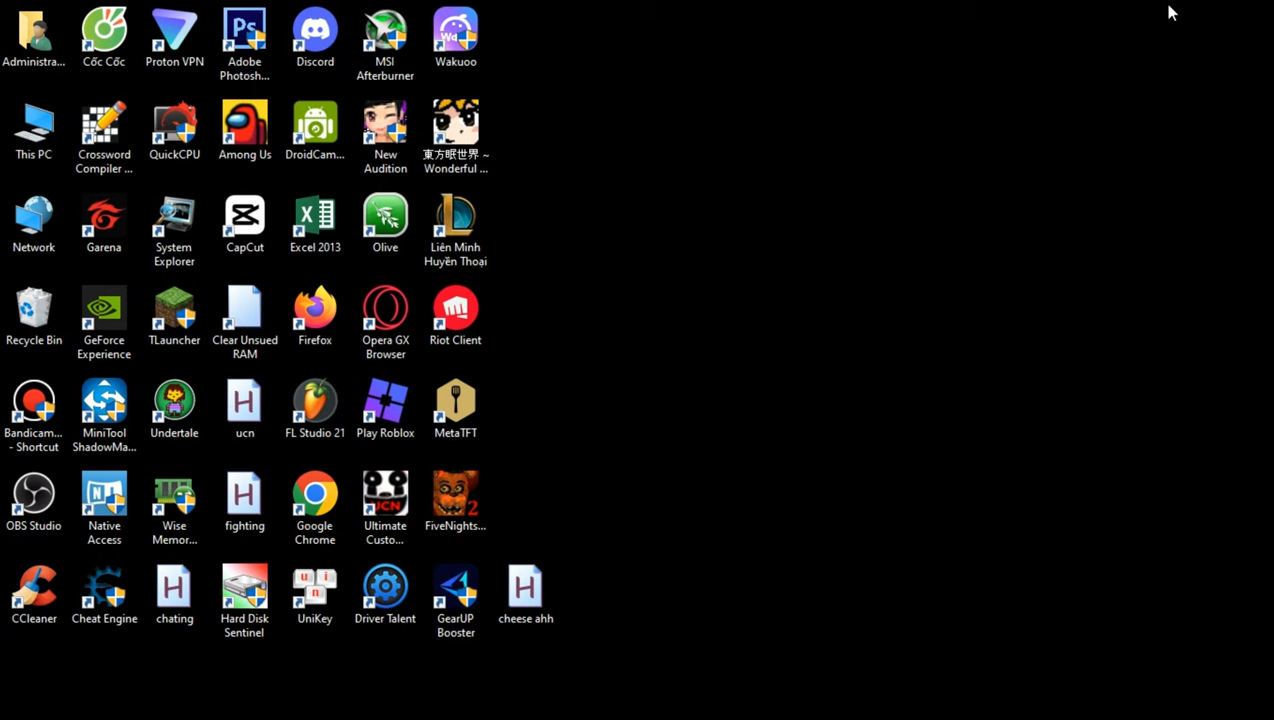 Administra...
Cốc Cốc
Proton VPN
Ps
Adobe
Photosh...
Discord
MSI
Afterburner
Wakuoo
This PC
Crossword
Compiler ...
QuickCPU
Among Us
DroidCam...
New
Audition
東方眠世界 ~
Wonderful ...
Network
Garena
System
Explorer
CapCut
X
Excel 2013
Olive
L
Liên Minh
Huyền Thoại
Recycle Bin
GeForce
Experience
TLauncher
Clear Unsued
RAM
Firefox
Opera GX
Browser
Riot Client
Bandicam...
- Shortcut
MiniTool
ShadowMa...
Undertale
H
ucn
FL Studio 21
Play Roblox
MetaTFT
OBS Studio
Native
Access
Wise
Memor...
H
fighting
Google
Chrome
UCN
Ultimate
Custo...
2
FiveNights...
CCleaner
Cheat Engine
H
chating
Hard Disk
Sentinel
u i
n
UniKey
Driver Talent
GearUP
Booster
H
cheese ahh